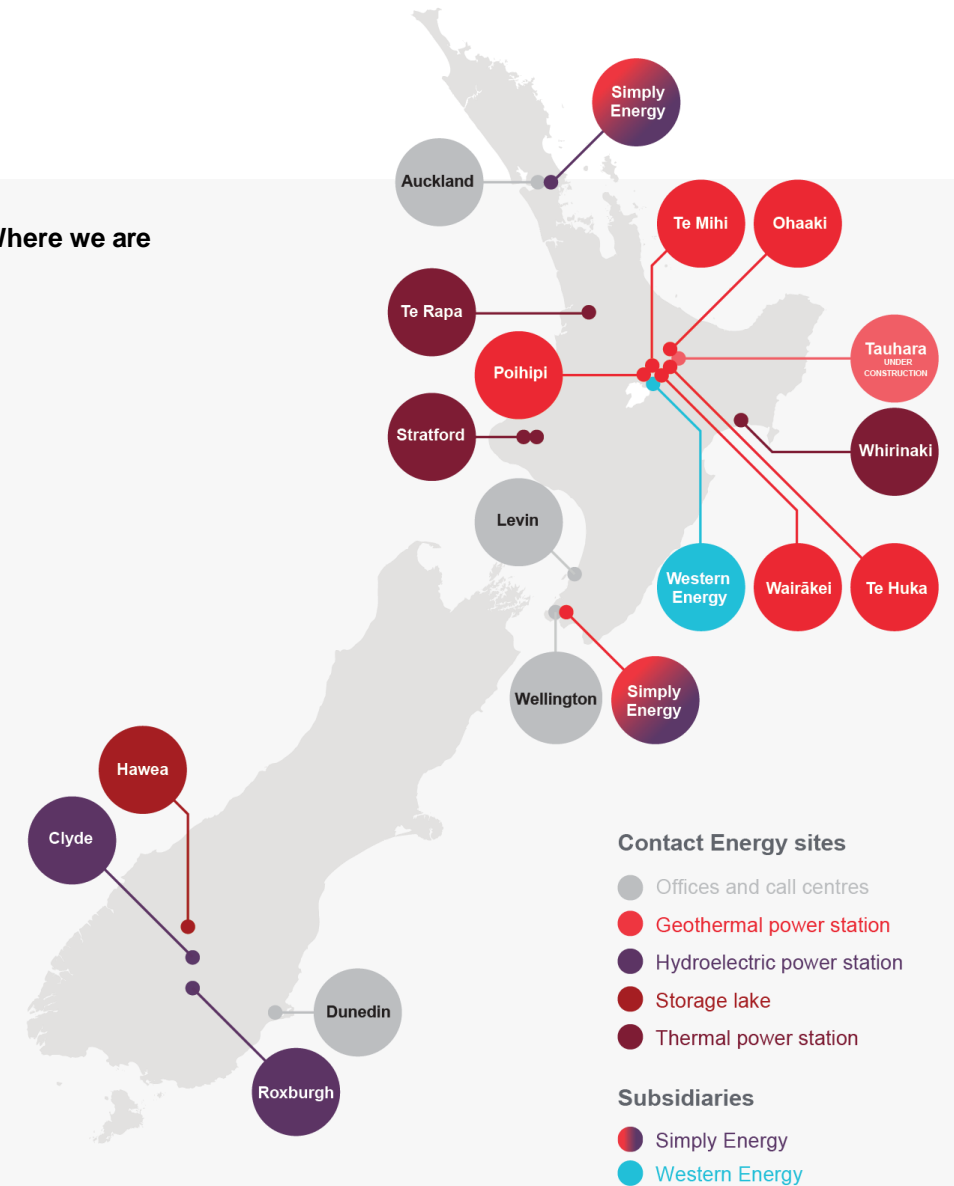 Simply
Energy
Auckland
Where we are
Te Mihi
Ohaaki
Te Rapa
Tauhara
UNDER
CONSTRUCTION
Poihipi
Stratford
Whirinaki
Levin
Western
Energy
Wairākei
Te Huka
Wellington
Simply
Energy
Hawea
Clyde
Dunedin
Roxburgh
Contact Energy sites
Offices and call centres
Geothermal power station
Hydroelectric power station
Storage lake
Thermal power station
Subsidiaries
Simply Energy
Western Energy